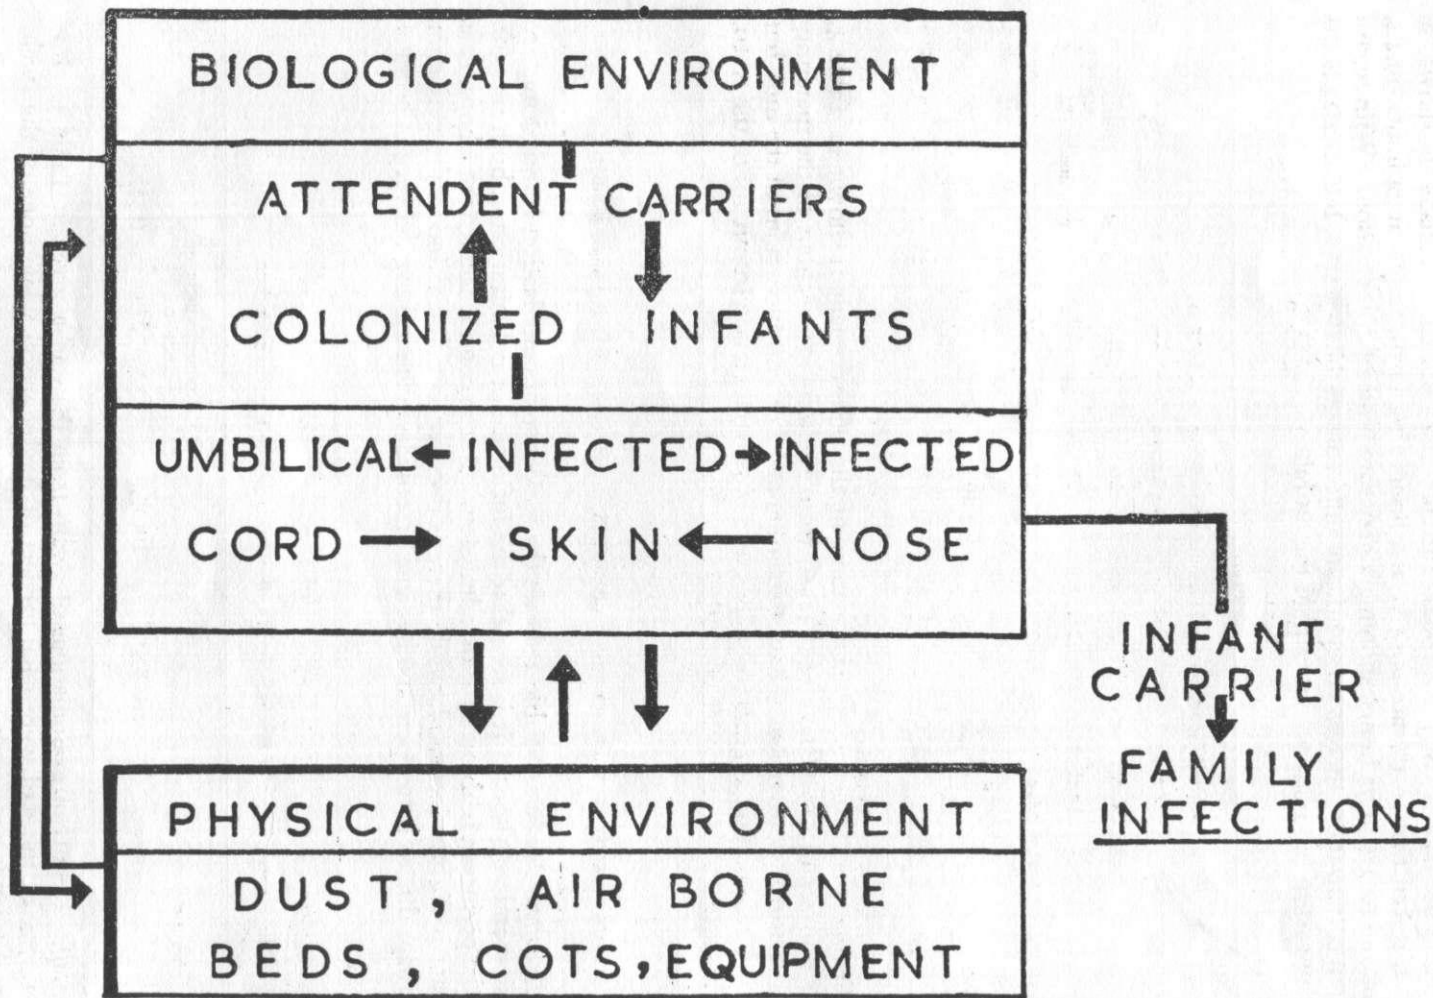 BIOLOGICAL ENVIRONMENT
ATTENDENT CARRIERS
COLONIZED INFANTS
UMBILICAL INFECTED INFECTED
CORD SKIN NOSE
INFANT
CARRIER
FAMILY
INFECTIONS
PHYSICAL ENVIRONMENT
DUST, AIR BORNE
BEDS, COTS, EQUIPMENT